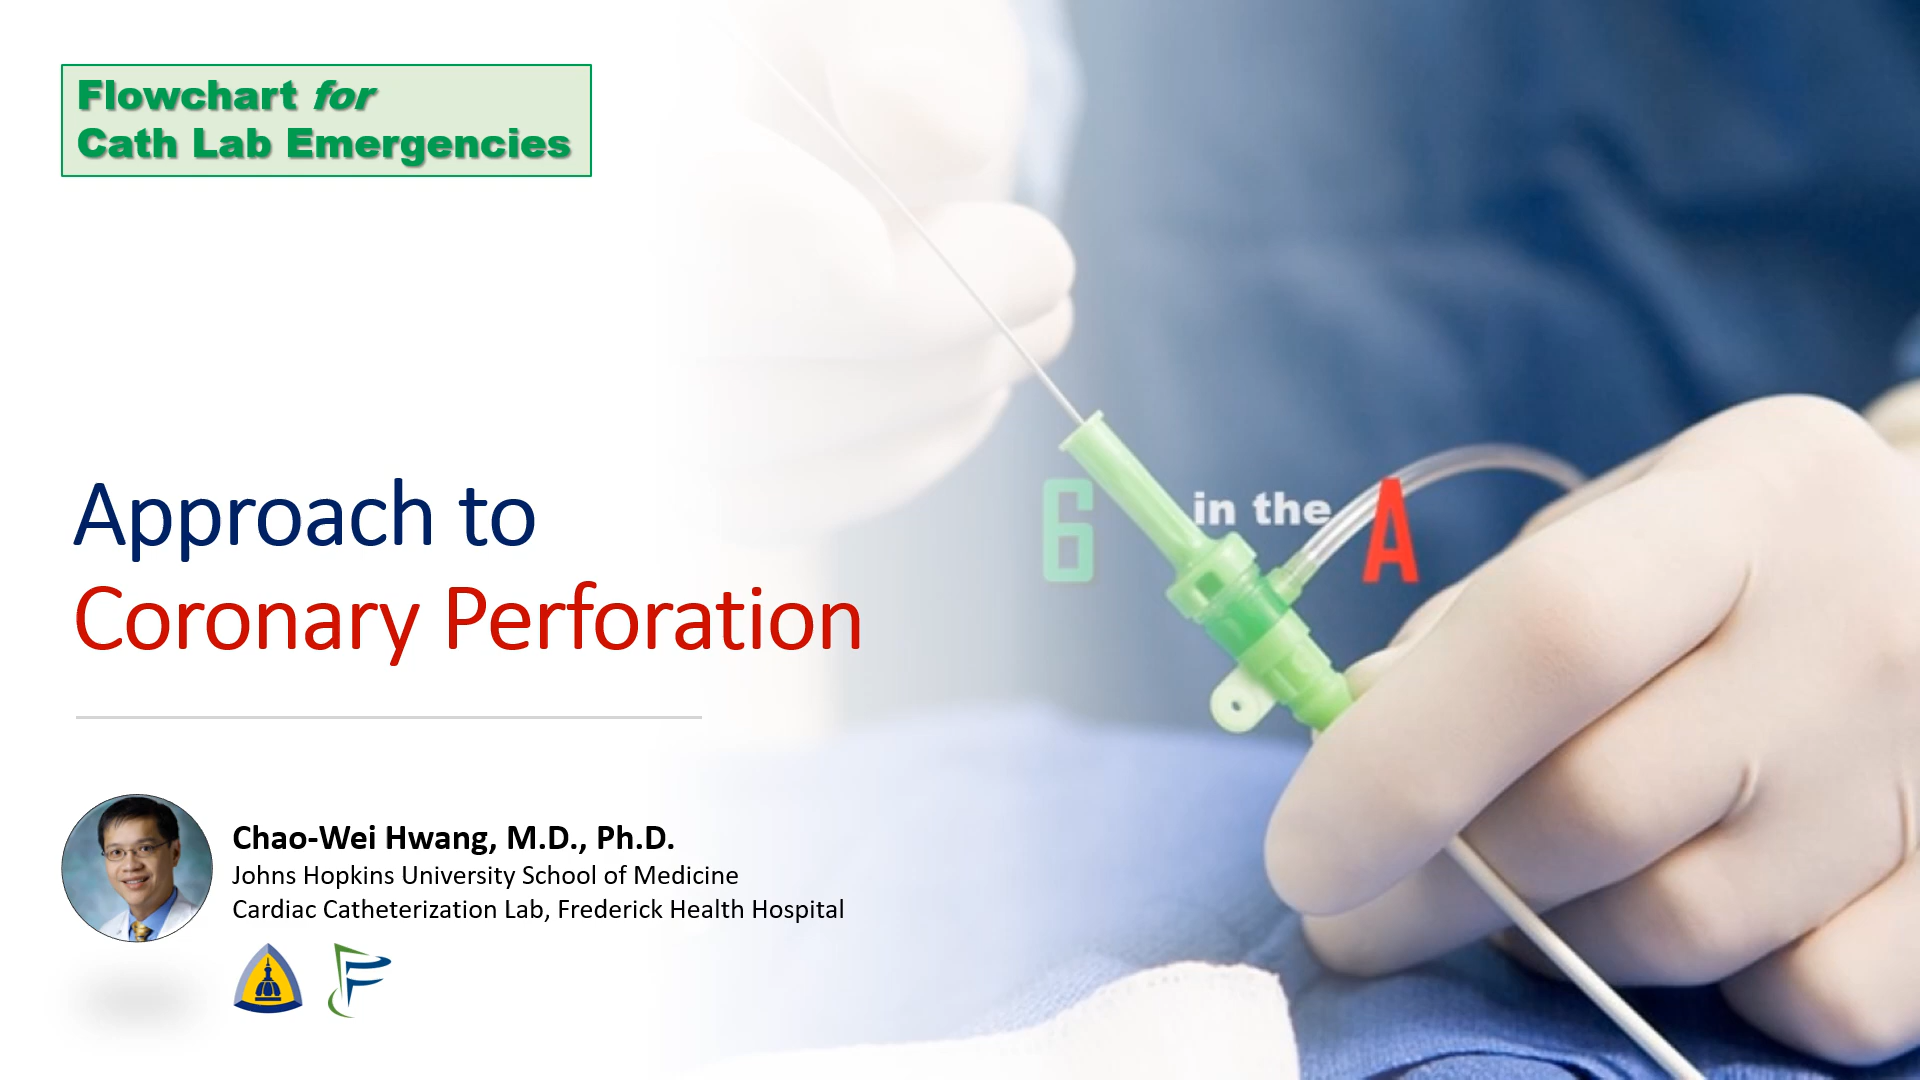 Flowchart for
Cath Lab Emergencies
Approach to
Coronary Perforation
6 in the A
Chao-Wei Hwang, M.D., Ph.D.
Johns Hopkins University School of Medicine
Cardiac Catheterization Lab, Frederick Health Hospital